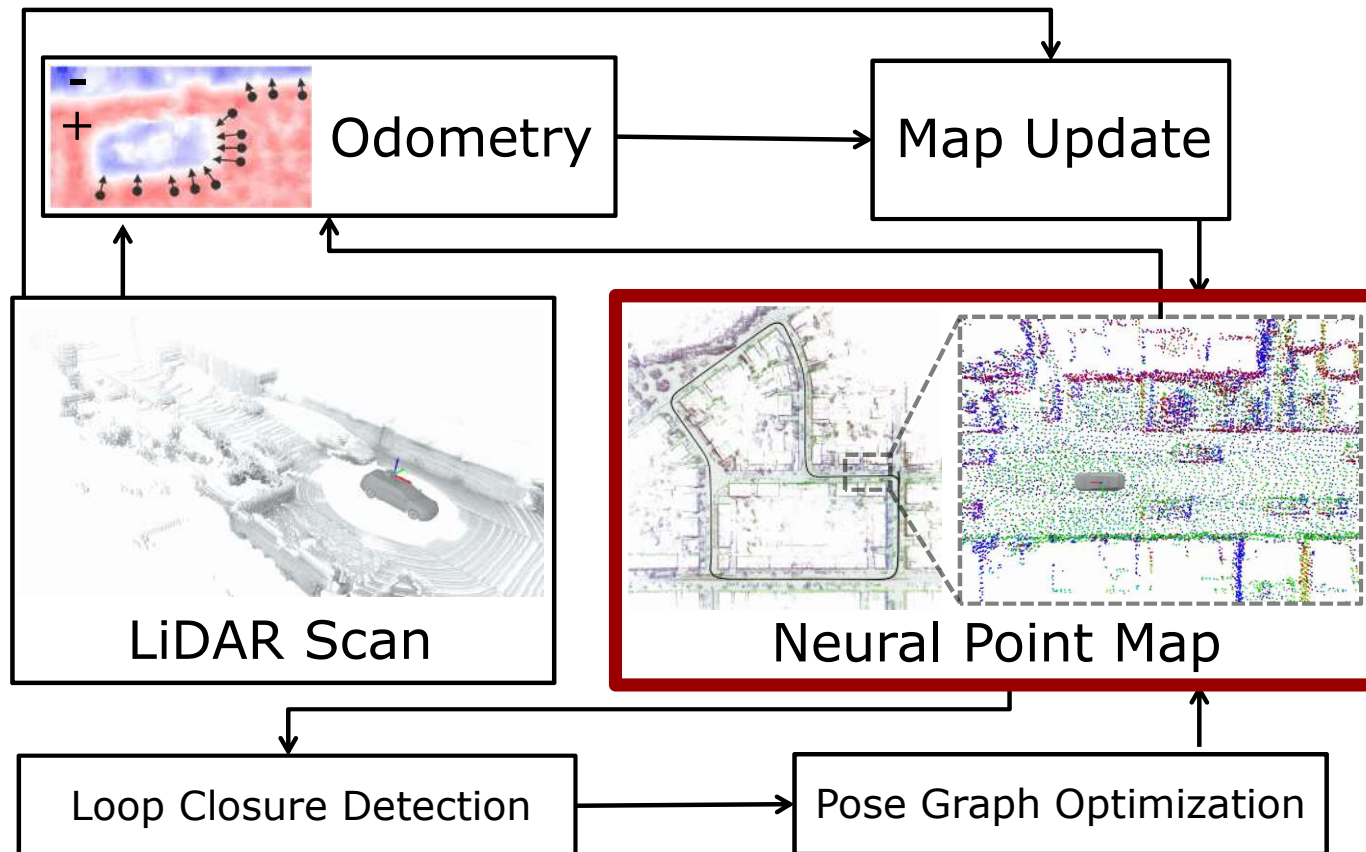 -
+
Odometry
Map Update
LiDAR Scan
Neural Point Map
Loop Closure Detection
Pose Graph Optimization